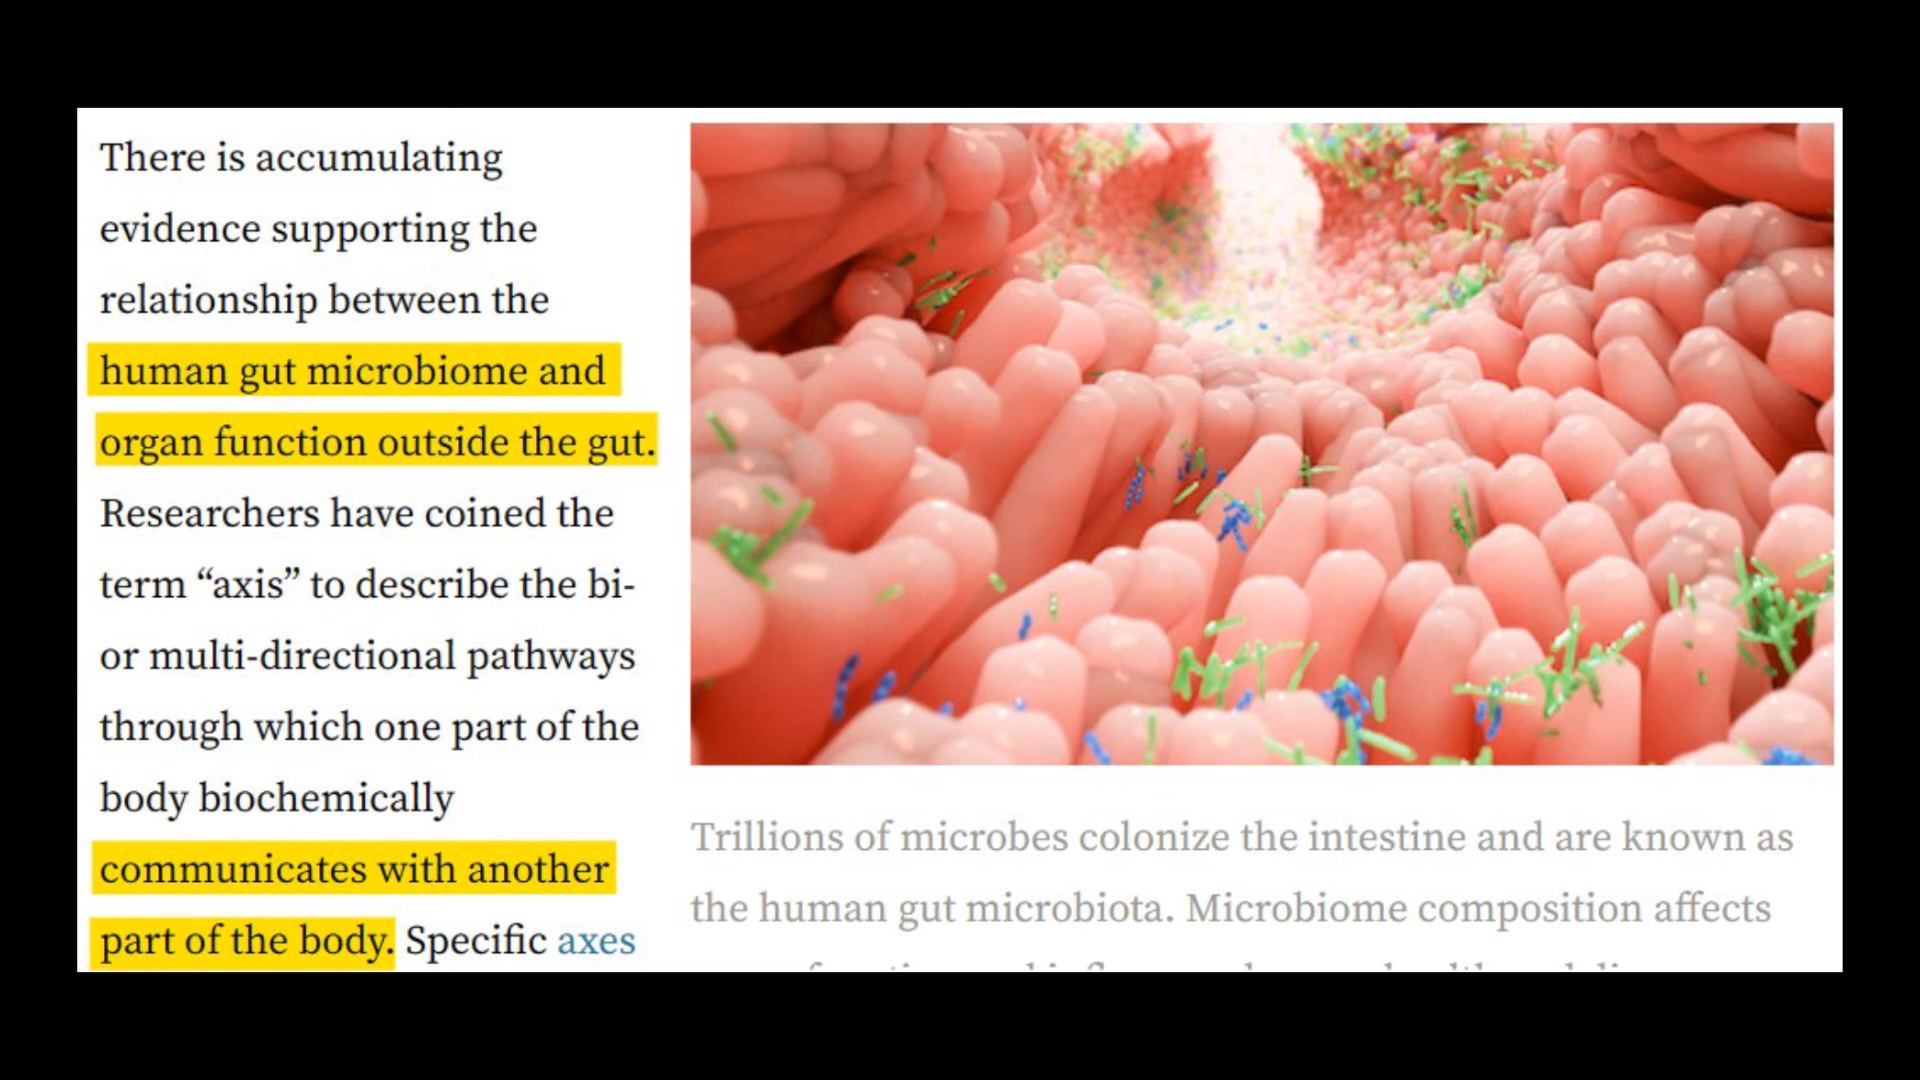 There is accumulating
evidence supporting the
relationship between the
human gut microbiome and
organ function outside the gut.
Researchers have coined the
term “axis” to describe the bi-
or multi-directional pathways
through which one part of the
body biochemically
communicates with another
part of the body. Specific axes
Trillions of microbes colonize the intestine and are known as
the human gut microbiota. Microbiome composition affects